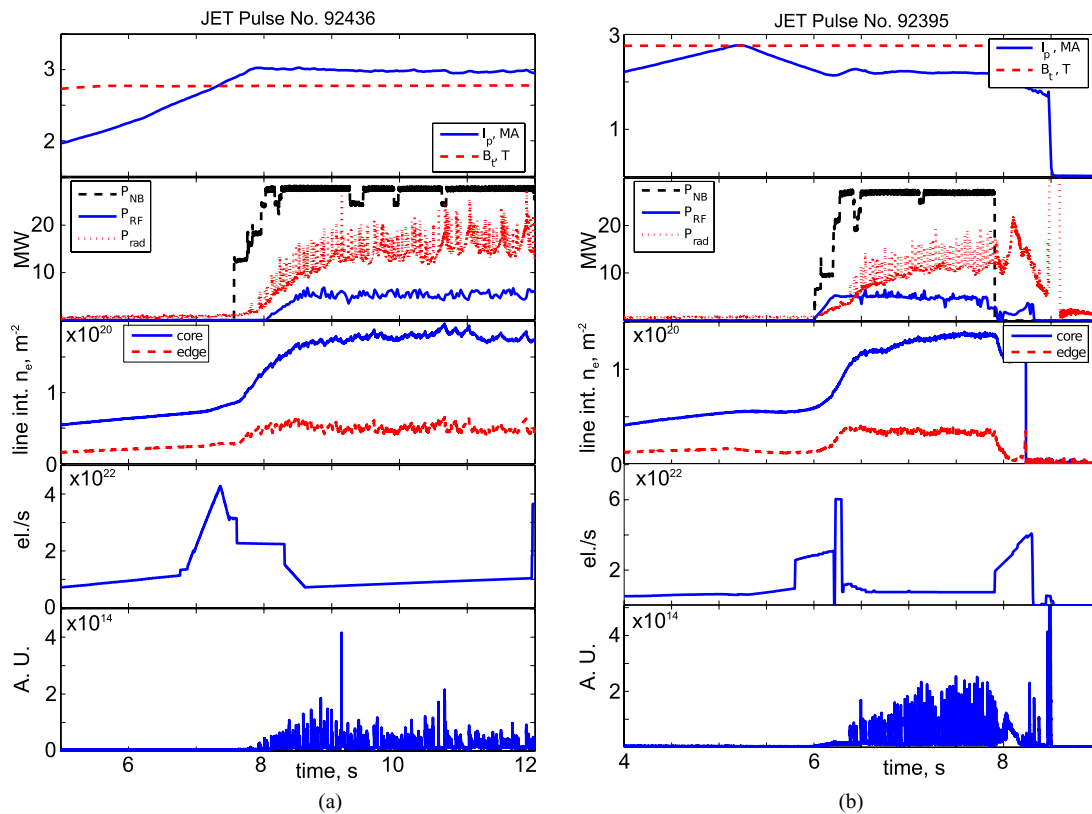 JET Pulse No. 92436
3
2
I_p, MA
B_t, T
P_NB
P_RF
P_rad
20
10
MW
x10^20
core
edge
1
0
line int. n_e, m^-2
x10^22
4
2
0
el./s
x10^14
4
2
0
A. U.
6 8 10 12
time, s
(a)
JET Pulse No. 92395
3
1
I_p, MA
B_t, T
P_NB
P_RF
P_rad
20
10
MW
x10^20
core
edge
1
0
line int. n_e, m^-2
x10^22
6
2
el./s
x10^14
4
2
A. U.
4 6 8
time, s
(b)